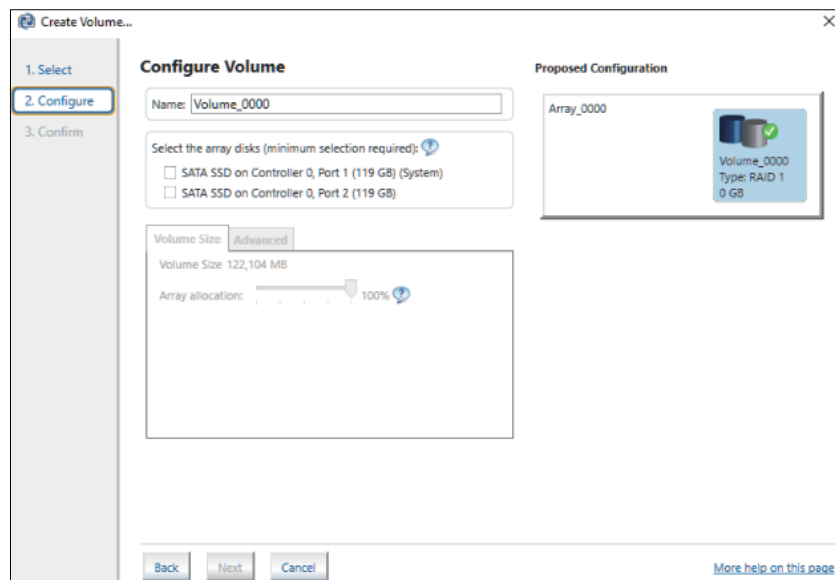 Create Volume...
1. Select
2. Configure
3. Confirm
Configure Volume
Name: Volume_0000
Select the array disks (minimum selection required):
SATA SSD on Controller 0, Port 1 (119 GB) (System)
SATA SSD on Controller 0, Port 2 (119 GB)
Volume Size Advanced
Volume Size 122,104 MB
Array allocation: 100%
Proposed Configuration
Array_0000
Volume_0000
Type: RAID 1
0 GB
Back Next Cancel
More help on this page